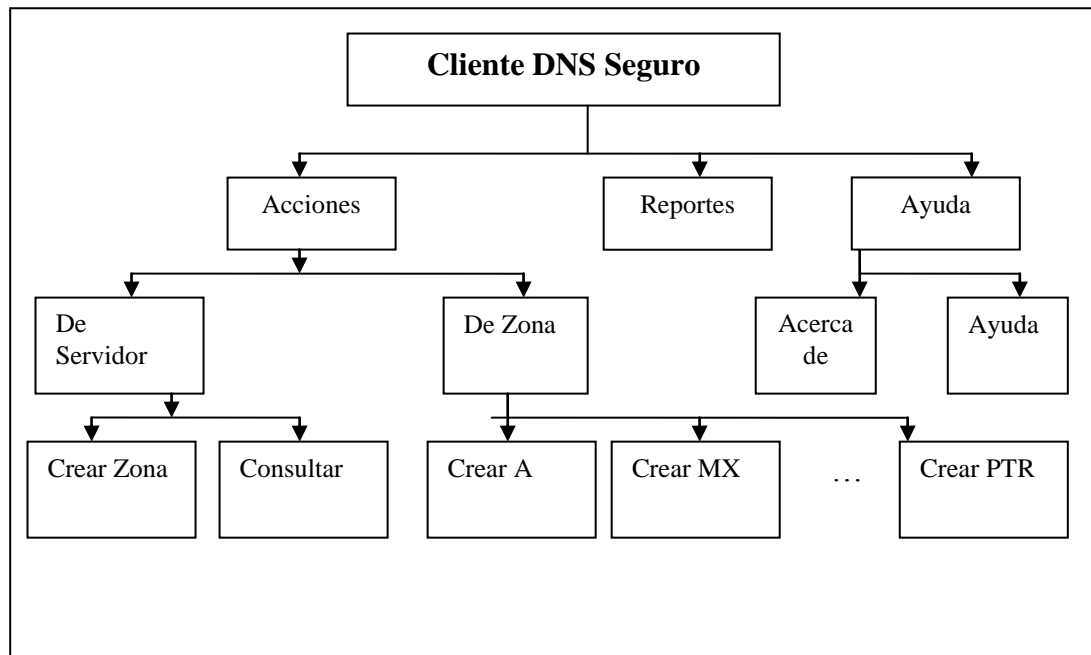 Cliente DNS Seguro
Acciones
Reportes
Ayuda
De
Servidor
De Zona
Acerca
de
Ayuda
Crear Zona
Consultar
Crear A
Crear MX
…
Crear PTR